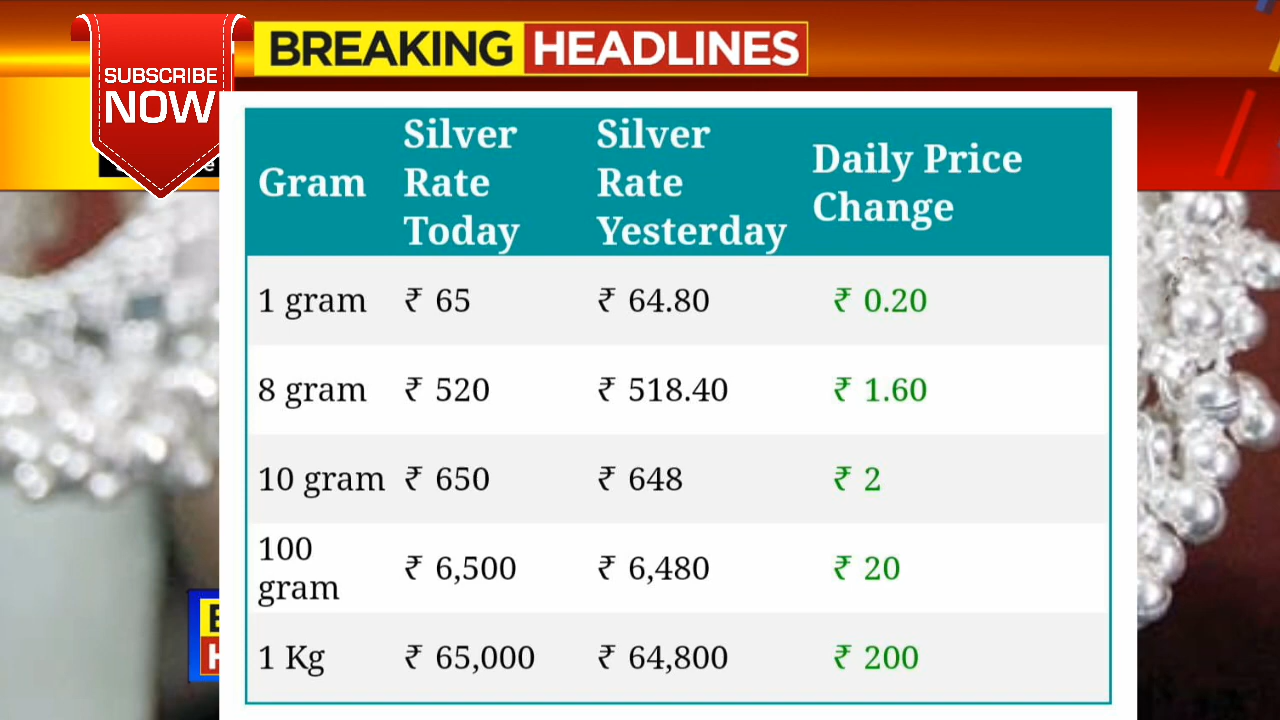 BREAKING HEADLINES
SUBSCRIBE
NOW
Gram Silver Rate Today Silver Rate Yesterday Daily Price Change
1 gram ₹ 65 ₹ 64.80 ₹ 0.20
8 gram ₹ 520 ₹ 518.40 ₹ 1.60
10 gram ₹ 650 ₹ 648 ₹ 2
100 gram ₹ 6,500 ₹ 6,480 ₹ 20
1 Kg ₹ 65,000 ₹ 64,800 ₹ 200